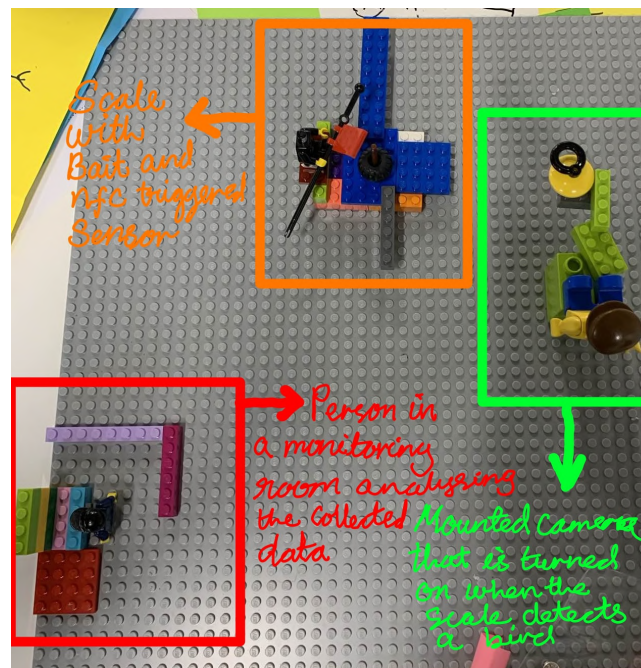 Scale
with
Bait and
nfc triggered
Sensor
Person in
a monitoring
room analysing
the collected
data
Mounted camera
that is turned
on when the
scale detects
a bird